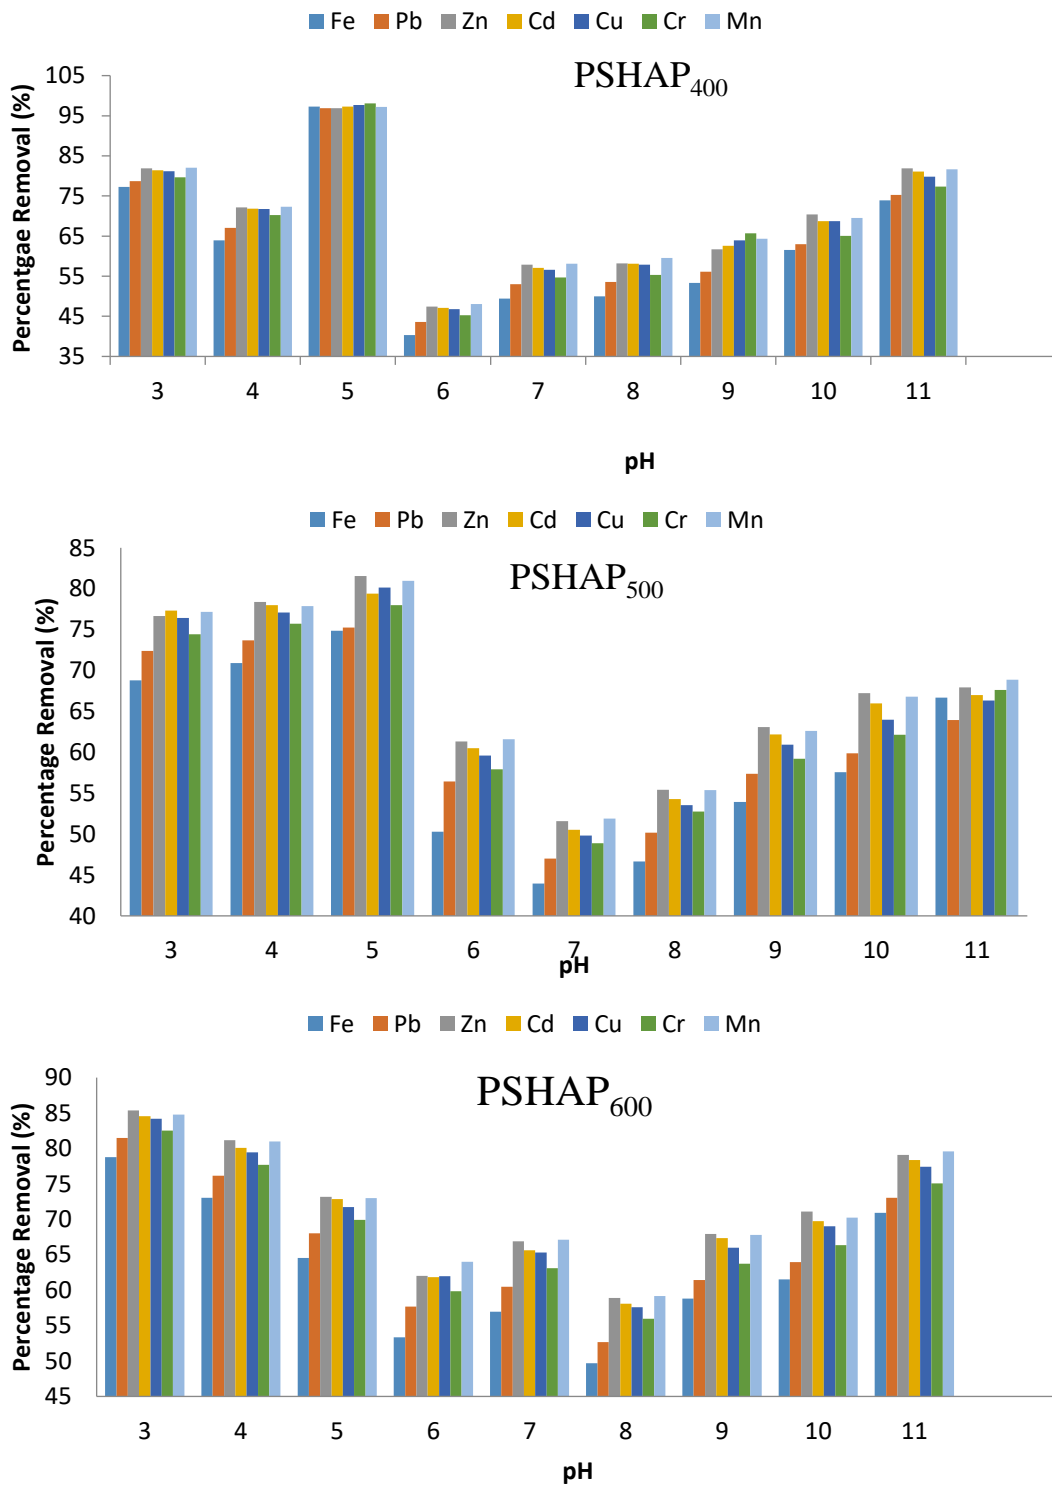 Fe Pb Zn Cd Cu Cr Mn
PSHAP400
Percentgae Removal (%)
105
95
85
75
65
55
45
35
3 4 5 6 7 8 9 10 11
pH
Fe Pb Zn Cd Cu Cr Mn
PSHAP500
Percentage Removal (%)
85
80
75
70
65
60
55
50
45
40
3 4 5 6 7 8 9 10 11
pH
Fe Pb Zn Cd Cu Cr Mn
PSHAP600
Percentage Removal (%)
90
85
80
75
70
65
60
55
50
45
3 4 5 6 7 8 9 10 11
pH